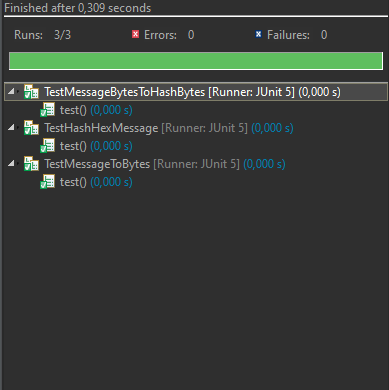 Finished after 0,309 seconds
Runs: 3/3 Errors: 0 Failures: 0
TestMessageBytesToHashBytes [Runner: JUnit 5] (0,000 s)
test() (0,000 s)
TestHashHexMessage [Runner: JUnit 5] (0,000 s)
test() (0,000 s)
TestMessageToBytes [Runner: JUnit 5] (0,000 s)
test() (0,000 s)